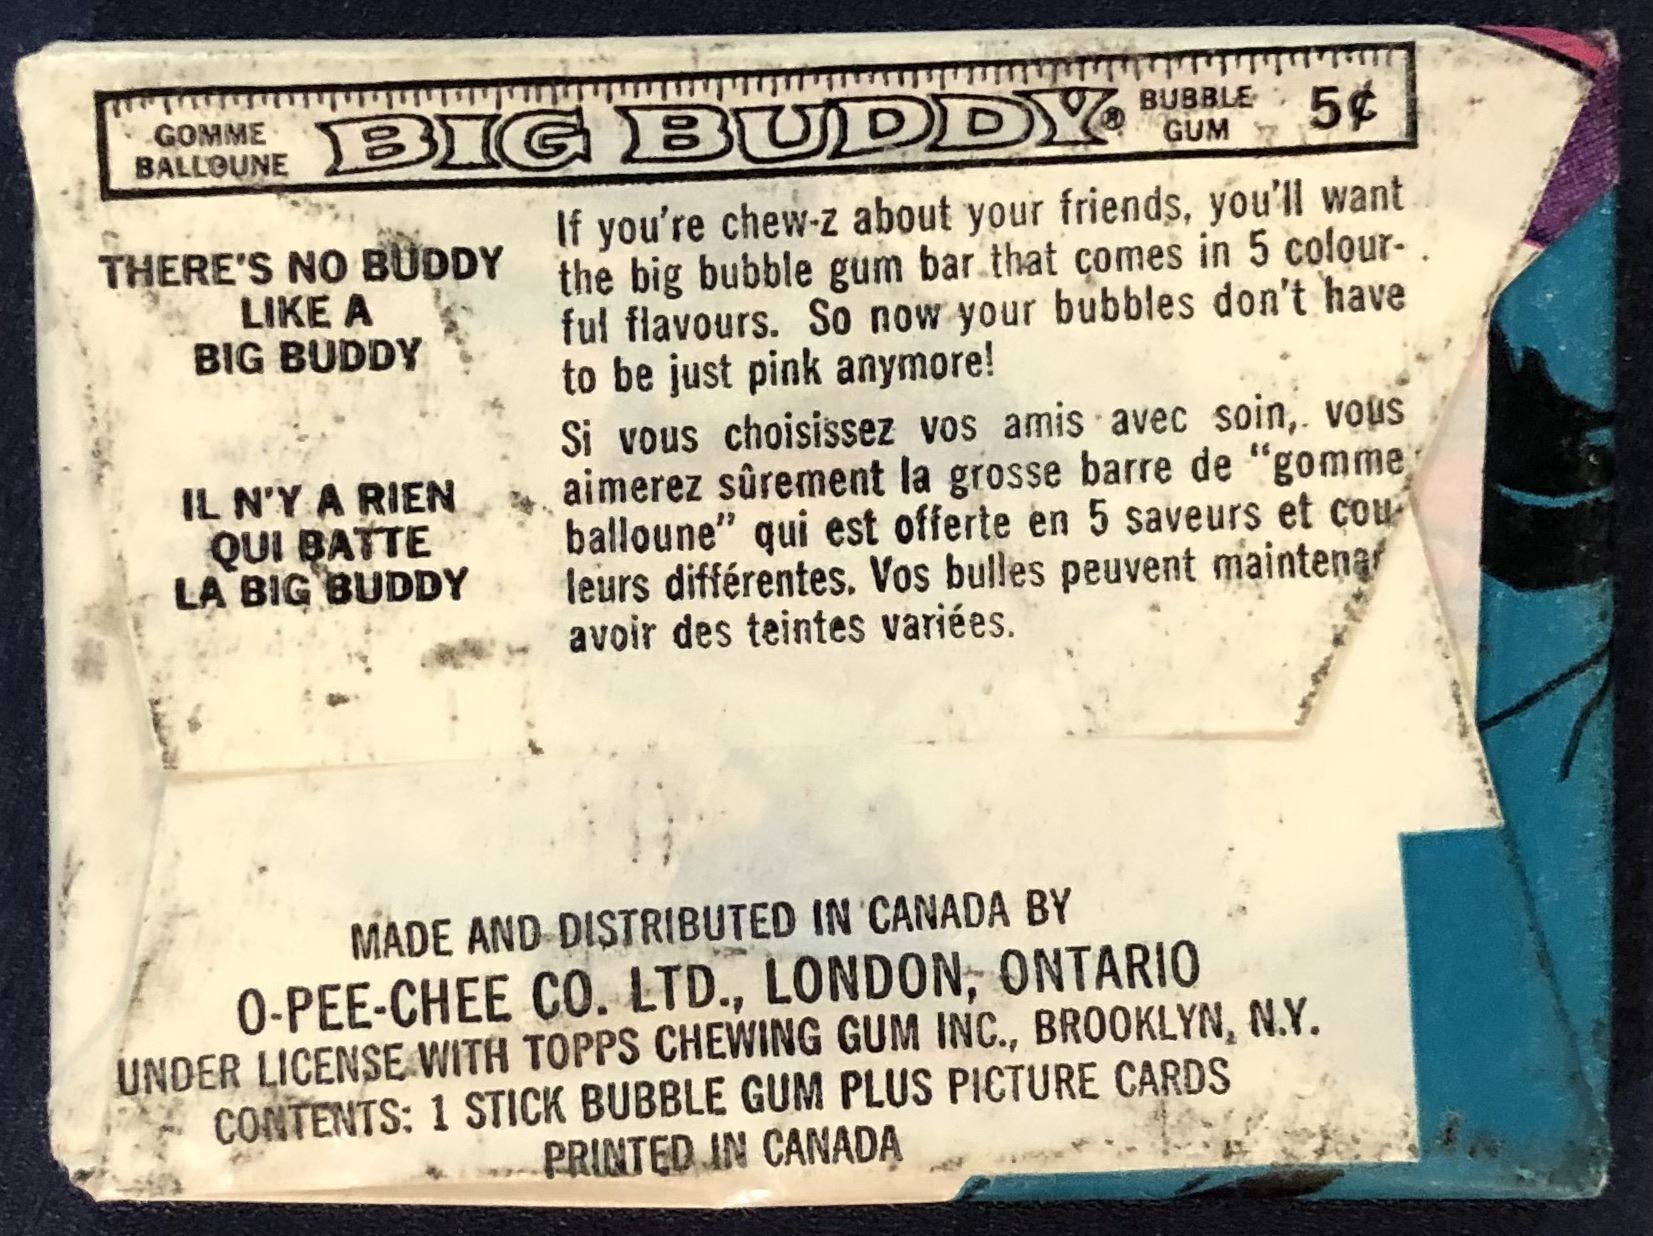 GOMME
BALLOUNE
BIG BUDDY®
BUBBLE
GUM
5¢
THERE'S NO BUDDY
LIKE A
BIG BUDDY
If you're chew-z about your friends, you'll want
the big bubble gum bar that comes in 5 colour-
ful flavours. So now your bubbles don't have
to be just pink anymore!
IL N'Y A RIEN
QUI BATTE
LA BIG BUDDY
Si vous choisissez vos amis avec soin, vous
aimerez sûrement la grosse barre de "gomme
balloune" qui est offerte en 5 saveurs et cou-
leurs différentes. Vos bulles peuvent maintenan
avoir des teintes variées.
MADE AND DISTRIBUTED IN CANADA BY
O-PEE-CHEE CO. LTD., LONDON, ONTARIO
UNDER LICENSE WITH TOPPS CHEWING GUM INC., BROOKLYN, N.Y.
CONTENTS: 1 STICK BUBBLE GUM PLUS PICTURE CARDS
PRINTED IN CANADA